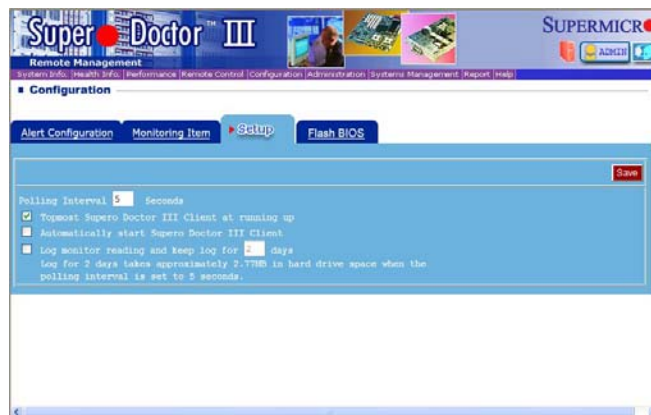 Super Doctor™ III
Remote Management
SUPERMICR
ADMIN
System Info. |Health Info. |Performance |Remote Control |Configuration |Administration |Systems Management |Report |Help|
Configuration
Alert Configuration Monitoring Item Setup Flash BIOS
Save
Polling Interval 5 Seconds
Topmost Supero Doctor III Client at running up
Automatically start Supero Doctor III Client
Log monitor reading and Keep log for 2 days
Log for 2 days takes approximately 2.77MB in hard drive space when the
polling interval is set to 5 seconds.